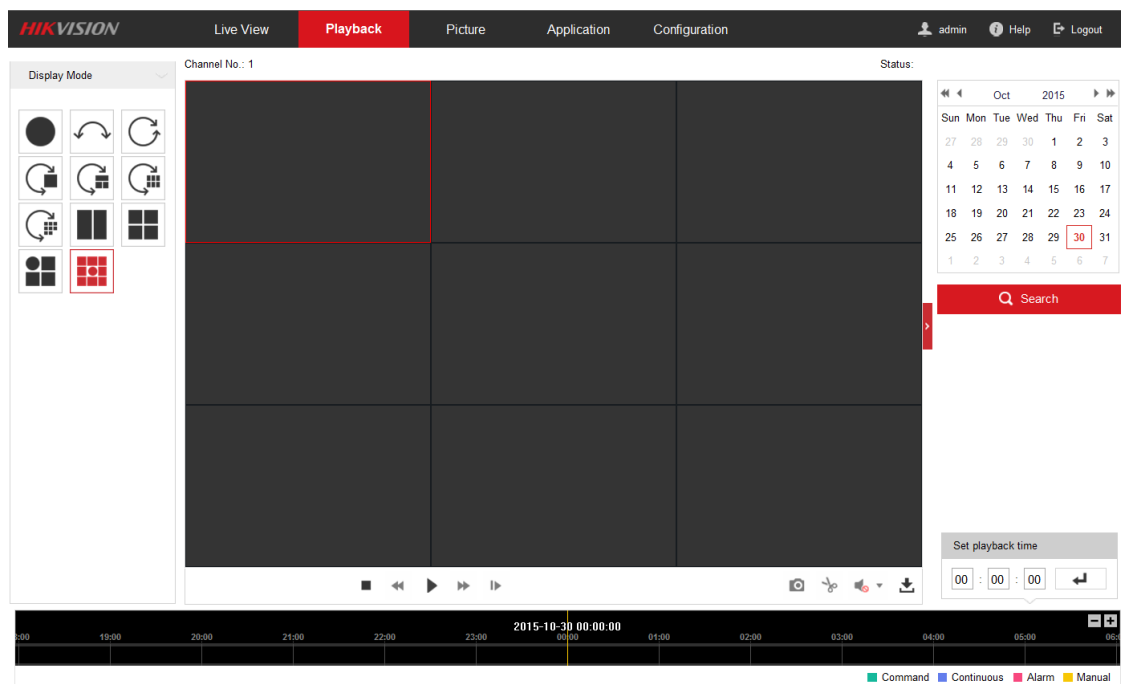 HIKVISION Live View Playback Picture Application Configuration admin Help Logout
Display Mode
Channel No.: 1 Status:
Oct 2015
Sun Mon Tue Wed Thu Fri Sat
27 28 29 30 1 2 3
4 5 6 7 8 9 10
11 12 13 14 15 16 17
18 19 20 21 22 23 24
25 26 27 28 29 30 31
1 2 3 4 5 6 7
Search
Set playback time
00 : 00 : 00
2015-10-30 00:00:00
:00 19:00 20:00 21:00 22:00 23:00 00:00 01:00 02:00 03:00 04:00 05:00 06:
Command Continuous Alarm Manual